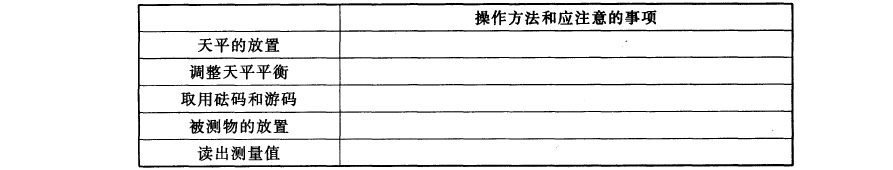 操作方法和应注意的事项
天平的放置
调整天平平衡
取用砝码和游码
被测物的放置
读出测量值